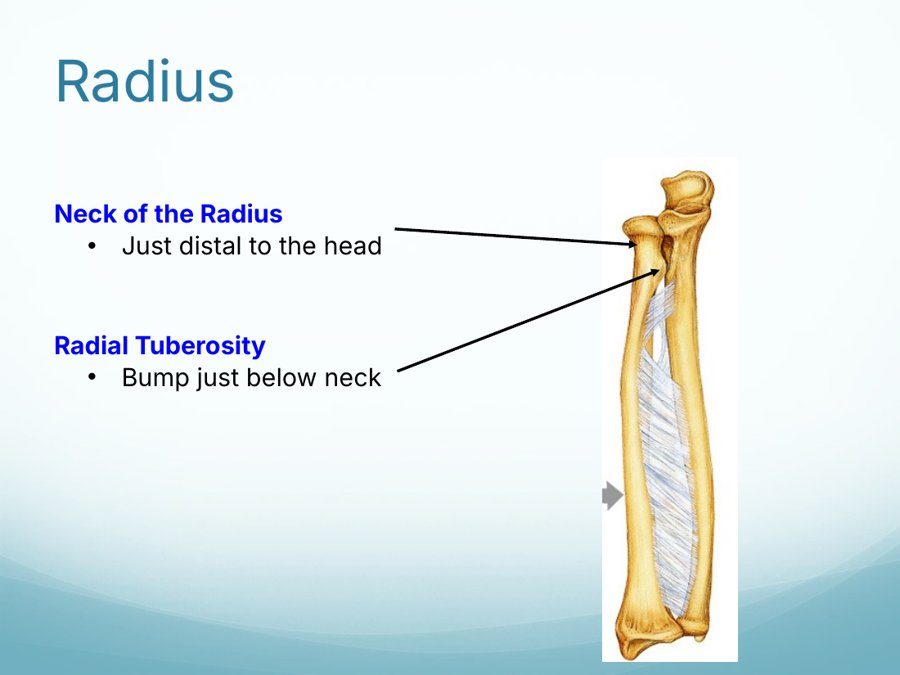 Radius
Neck of the Radius
• Just distal to the head
Radial Tuberosity
• Bump just below neck